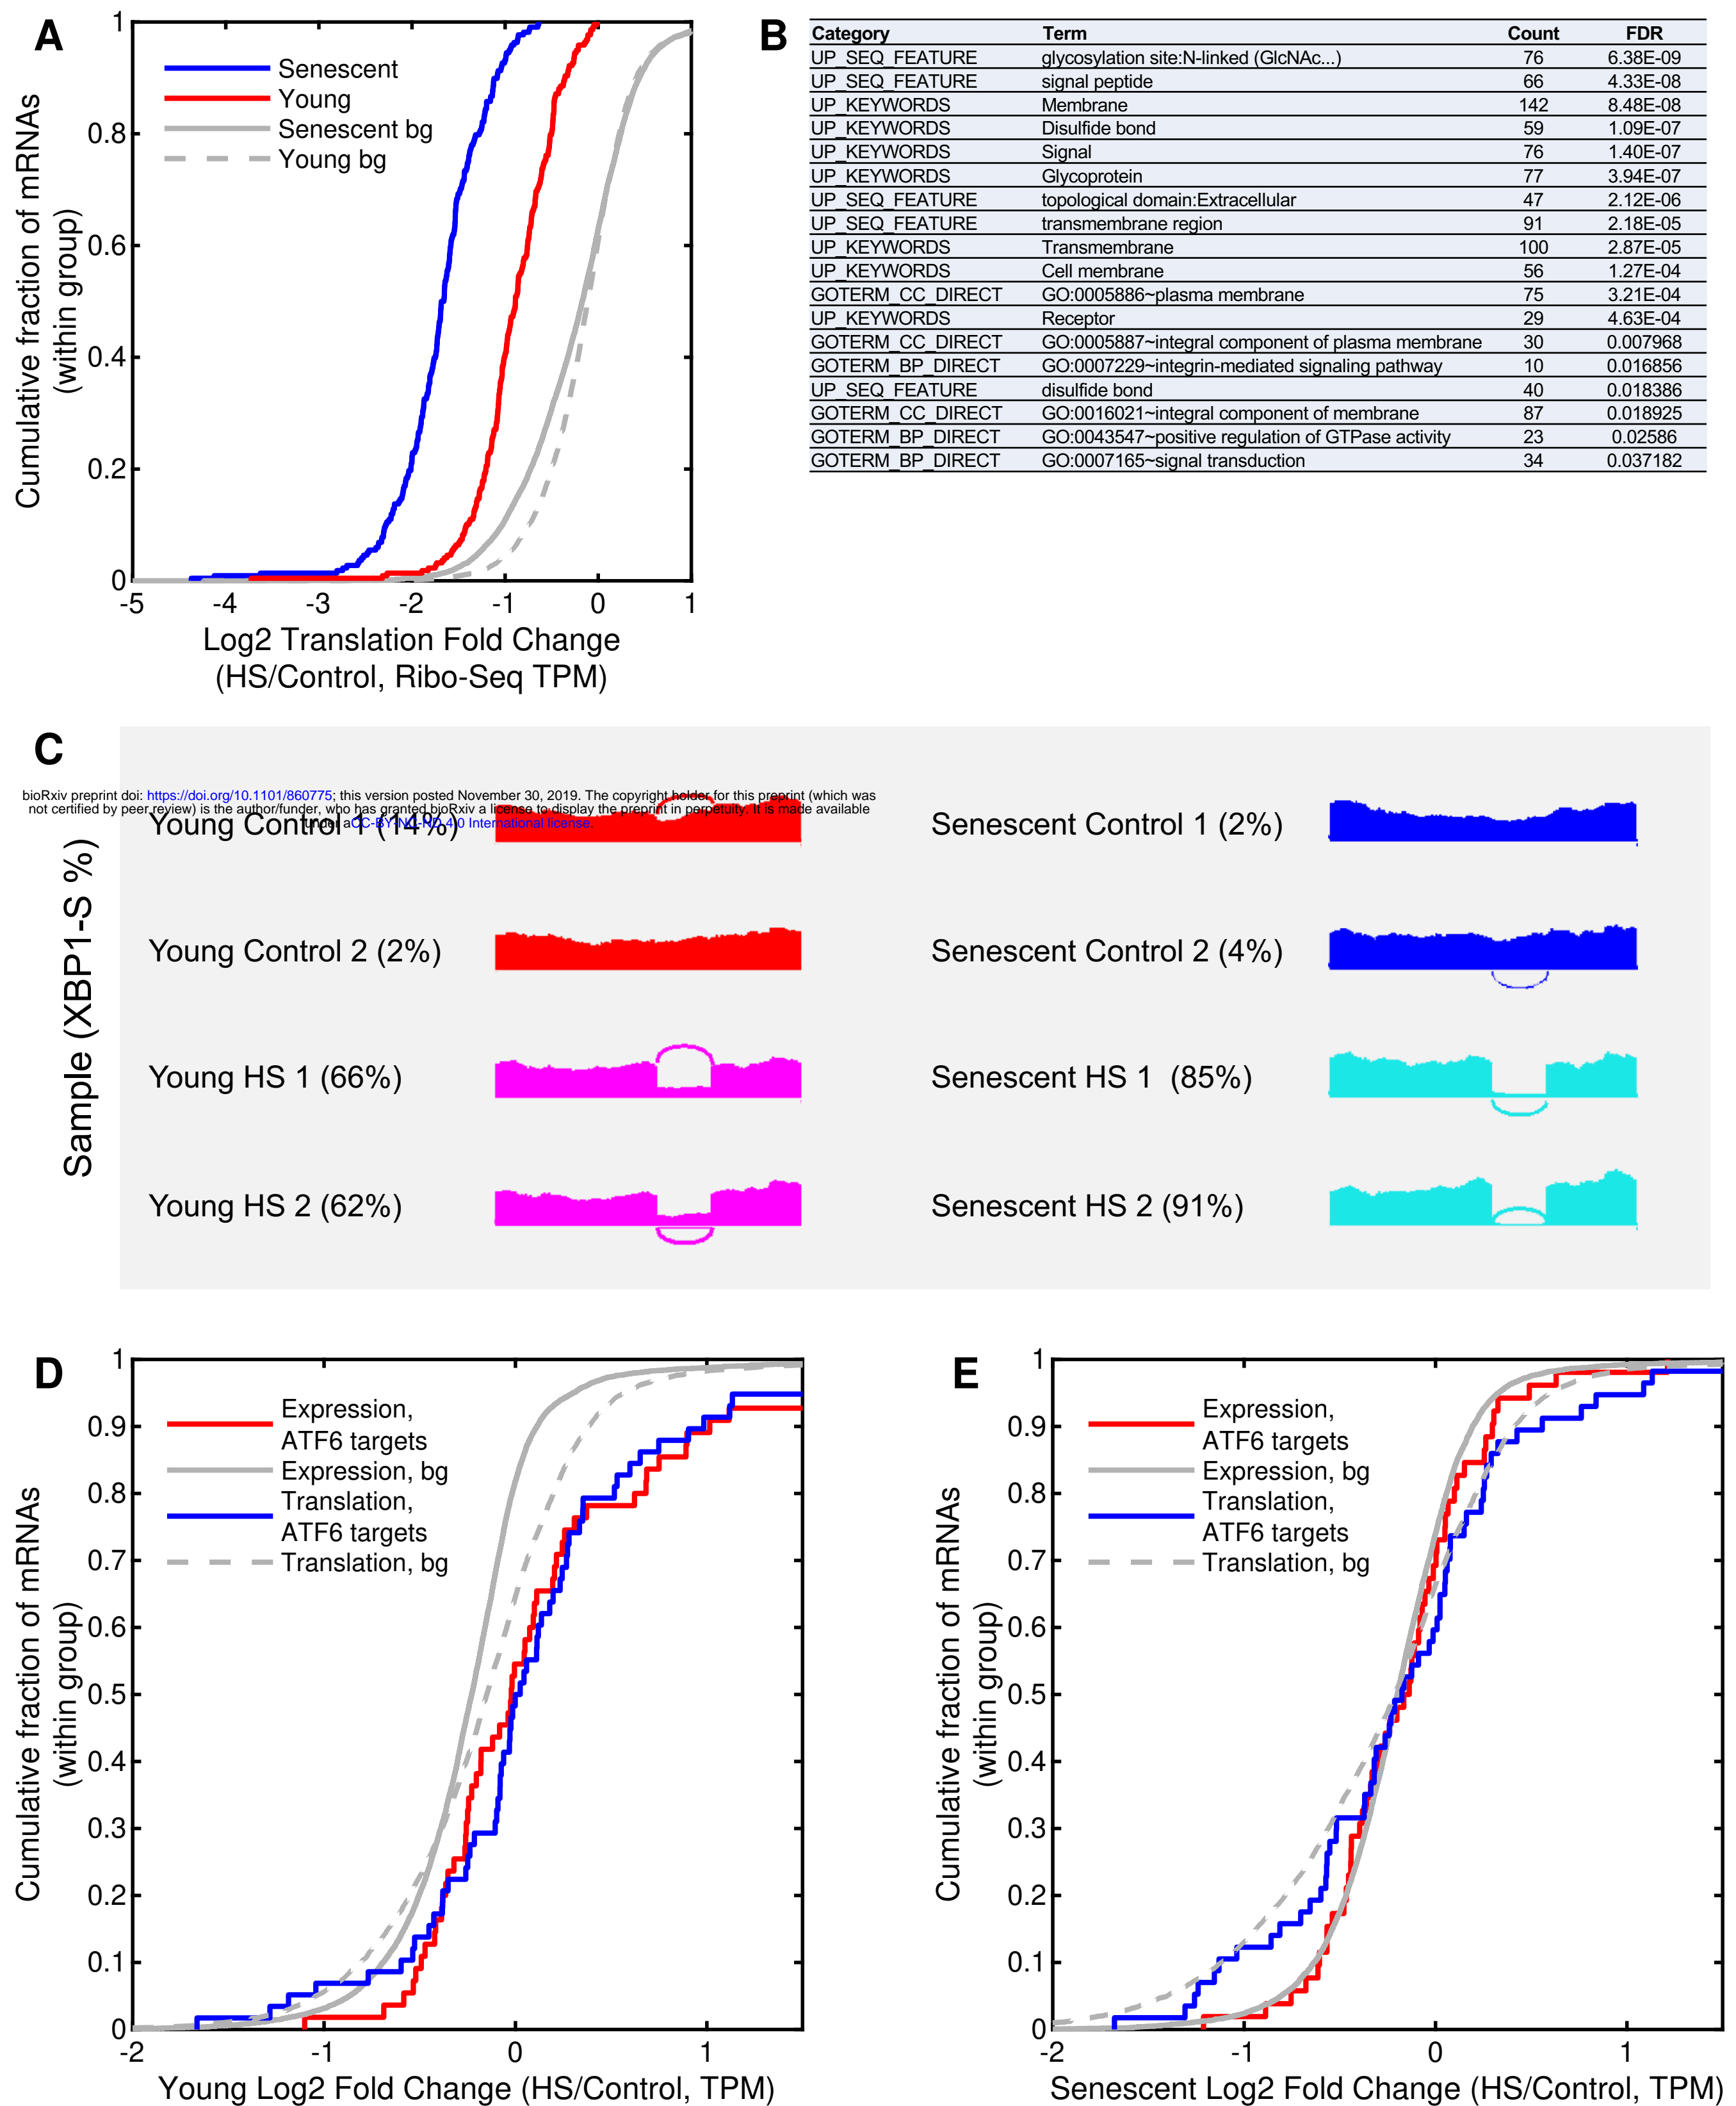 A
1
0.8
0.6
0.4
0.2
0
-5 -4 -3 -2 -1 0 1
Cumulative fraction of mRNAs
(within group)
Senescent
Young
Senescent bg
Young bg
Log2 Translation Fold Change
(HS/Control, Ribo-Seq TPM)
B
Category Term Count FDR
UP_SEQ_FEATURE glycosylation site:N-linked (GlcNAc...) 76 6.38E-09
UP_SEQ_FEATURE signal peptide 66 4.33E-08
UP_KEYWORDS Membrane 142 8.48E-08
UP_KEYWORDS Disulfide bond 59 1.09E-07
UP_KEYWORDS Signal 76 1.40E-07
UP_KEYWORDS Glycoprotein 77 3.94E-07
UP_SEQ_FEATURE topological domain:Extracellular 47 2.12E-06
UP_SEQ_FEATURE transmembrane region 91 2.18E-05
UP_KEYWORDS Transmembrane 100 2.87E-05
UP_KEYWORDS Cell membrane 56 1.27E-04
GOTERM_CC_DIRECT GO:0005886~plasma membrane 75 3.21E-04
UP_KEYWORDS Receptor 29 4.63E-04
GOTERM_CC_DIRECT GO:0005887~integral component of plasma membrane 30 0.007968
GOTERM_BP_DIRECT GO:0007229~integrin-mediated signaling pathway 10 0.016856
UP_SEQ_FEATURE disulfide bond 40 0.018386
GOTERM_CC_DIRECT GO:0016021~integral component of membrane 87 0.018925
GOTERM_BP_DIRECT GO:0043547~positive regulation of GTPase activity 23 0.02586
GOTERM_BP_DIRECT GO:0007165~signal transduction 34 0.037182
C
bioRxiv preprint doi: https://doi.org/10.1101/860775; this version posted November 30, 2019. The copyright holder for this preprint (which was
not certified by peer review) is the author/funder, who has granted bioRxiv a license to display the preprint in perpetuity. It is made available
under aCC-BY-NC-ND 4.0 International license.
Sample (XBP1-S %)
Young Control 1 (14%)
Senescent Control 1 (2%)
Young Control 2 (2%)
Senescent Control 2 (4%)
Young HS 1 (66%)
Senescent HS 1 (85%)
Young HS 2 (62%)
Senescent HS 2 (91%)
D
1
0.9
0.8
0.7
0.6
0.5
0.4
0.3
0.2
0.1
0
-2 -1 0 1
Cumulative fraction of mRNAs
(within group)
Expression,
ATF6 targets
Expression, bg
Translation,
ATF6 targets
Translation, bg
Young Log2 Fold Change (HS/Control, TPM)
E
1
0.9
0.8
0.7
0.6
0.5
0.4
0.3
0.2
0.1
0
-2 -1 0 1
Cumulative fraction of mRNAs
(within group)
Expression,
ATF6 targets
Expression, bg
Translation,
ATF6 targets
Translation, bg
Senescent Log2 Fold Change (HS/Control, TPM)